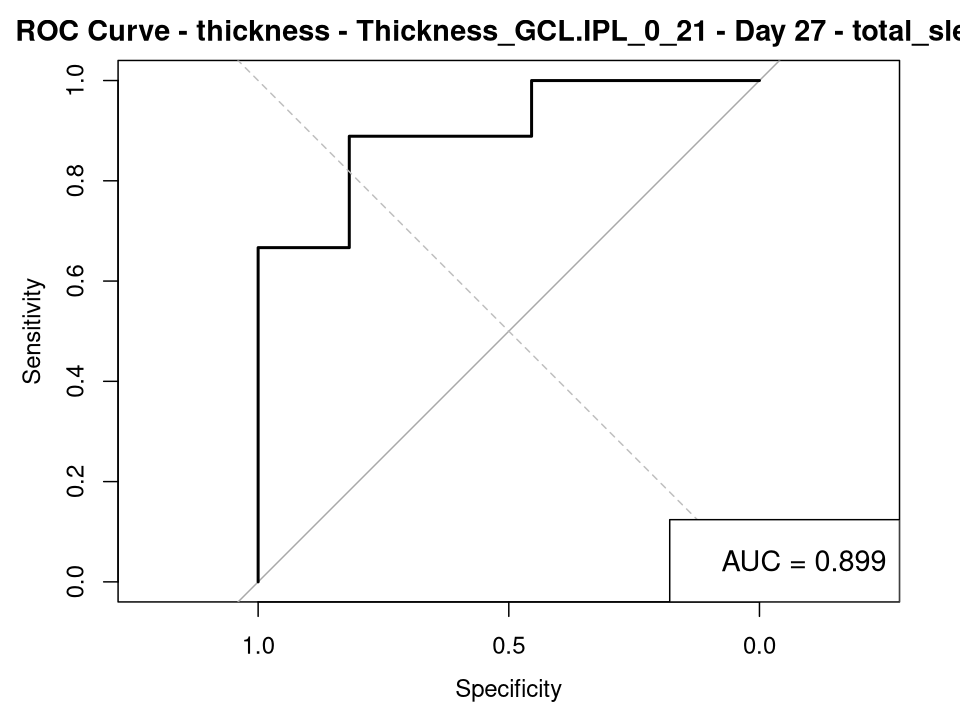 ROC Curve - thickness - Thickness_GCL.IPL_0_21 - Day 27 - total_sle
1.0
0.8
0.6
0.4
0.2
0.0
Sensitivity
AUC = 0.899
1.0 0.5 0.0
Specificity